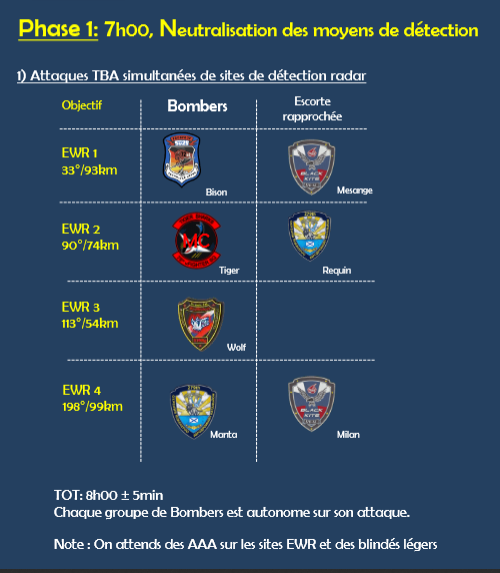 Phase 1: 7h00, Neutralisation des moyens de détection
1) Attaques TBA simultanées de sites de détection radar
Objectif
Bombers
Escorte
rapprochée
EWR 1
33°/93km
Bison
BLACK
KITE
Mesange
EWR 2
90°/74km
Tiger
Requin
EWR 3
113°/54km
Wolf
EWR 4
198°/99km
Manta
BLACK
KITE
Milan
TOT: 8h00 ± 5min
Chaque groupe de Bombers est autonome sur son attaque.
Note : On attends des AAA sur les sites EWR et des blindés légers